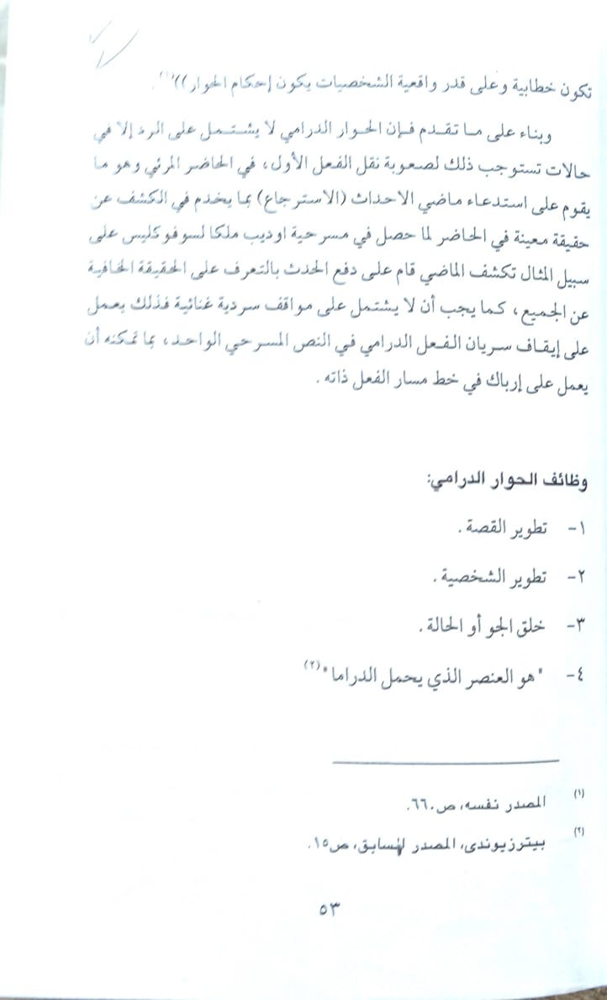 تكون خطابية وعلى قدر واقعية الشخصيات يكون إحكام الحوار))(١).
وبناء على ما تقدم فإن الحوار الدرامي لا يشتمل على الرد إلا في
حالات تستوجب ذلك لصعوبة نقل الفعل الأول، في الحاضر المرئي وهو ما
يقوم على استدعاء ماضي الاحداث (الاسترجاع) بما يخدم في الكشف عن
حقيقة معينة في الحاضر لما حصل في مسرحية اوديب ملكا لسوفوكليس على
سبيل المثال تكشف الماضي قام على دفع الحدث بالتعرف على الحقيقة الخافية
عن الجميع، كما يجب أن لا يشتمل على مواقف سردية غنائية فذلك يعمل
على إيقاف سريان الفعل الدرامي في النص المسرحي الواحد، بما تمكنه أن
يعمل على إرباك في خط مسار الفعل ذاته.
وظائف الحوار الدرامي:
١- تطوير القصة.
٢- تطوير الشخصية.
٣- خلق الجو أو الحالة.
٤- "هو العنصر الذي يحمل الدراما"(٢)
(١) المصدر نفسه، ص٦٦٠.
(٢) بيترزيوندى، المصدر السابق، ص١٥.
٥٣